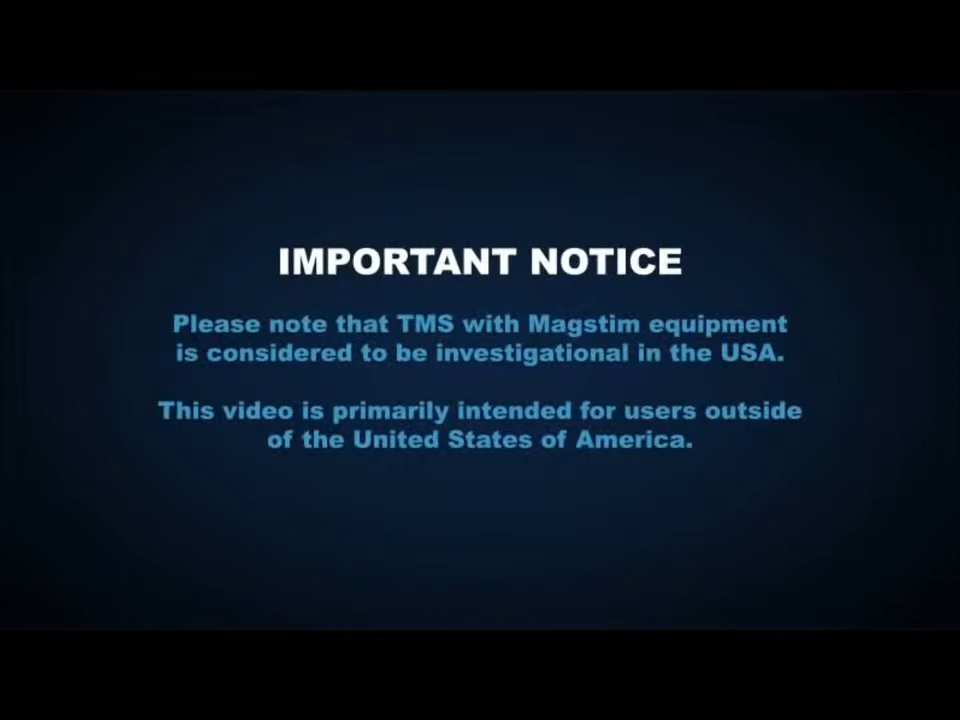 IMPORTANT NOTICE
Please note that TMS with Magstim equipment
is considered to be investigational in the USA.
This video is primarily intended for users outside
of the United States of America.